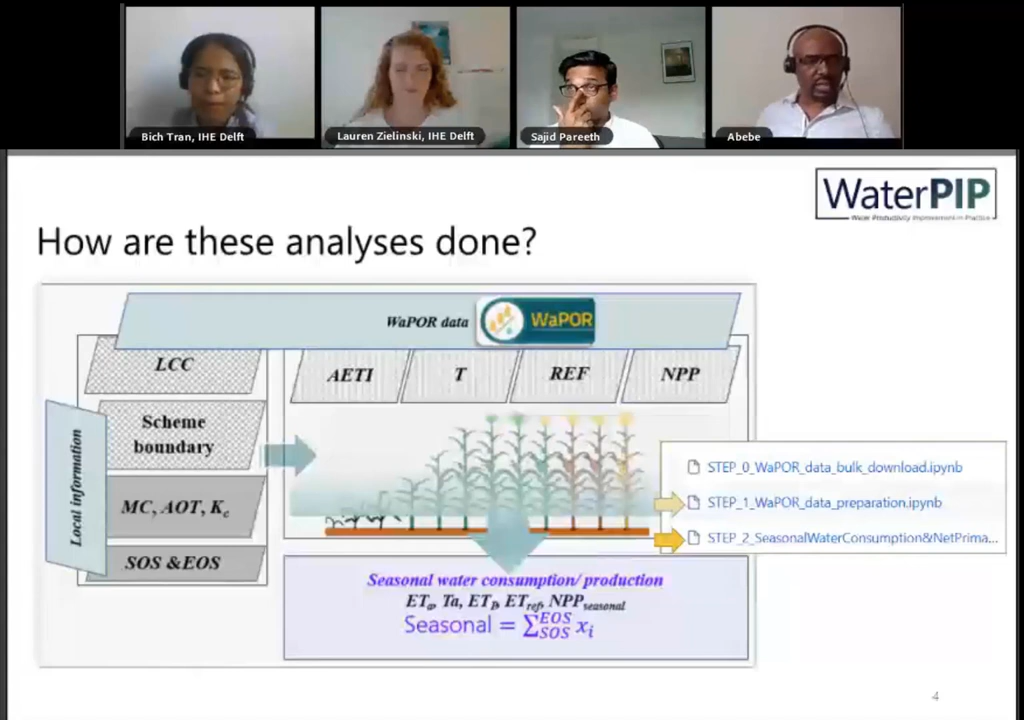 Bich Tran, IHE Delft
Lauren Zielinski, IHE Delft
Sajid Pareeth
Abebe
WaterPIP
Water Productivity Improvement in Practice
How are these analyses done?
WaPOR data
WaPOR
LCC
AETI
T
REF
NPP
Scheme
boundary
Local information
MC, AOT, Kc
SOS &EOS
STEP_0_WaPOR_data_bulk_download.ipynb
STEP_1_WaPOR_data_preparation.ipynb
STEP_2_SeasonalWaterConsumption&NetPrima...
Seasonal water consumption/ production
ETa, Ta, ETp, ETref, NPPseasonal
Seasonal = ∑SOS^EOS xi
4